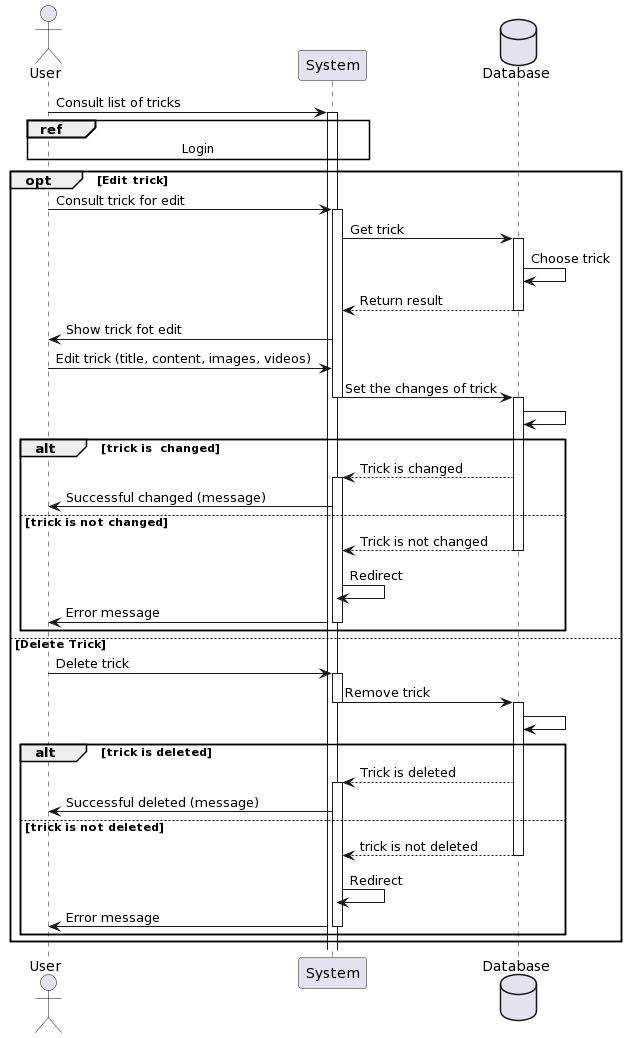 User
System
Database
Consult list of tricks
ref
Login
opt [Edit trick]
Consult trick for edit
Get trick
Choose trick
Return result
Show trick fot edit
Edit trick (title, content, images, videos)
Set the changes of trick
alt [trick is  changed]
Trick is changed
Successful changed (message)
[trick is not changed]
Trick is not changed
Redirect
Error message
[Delete Trick]
Delete trick
Remove trick
alt [trick is deleted]
Trick is deleted
Successful deleted (message)
[trick is not deleted]
trick is not deleted
Redirect
Error message
User
System
Database